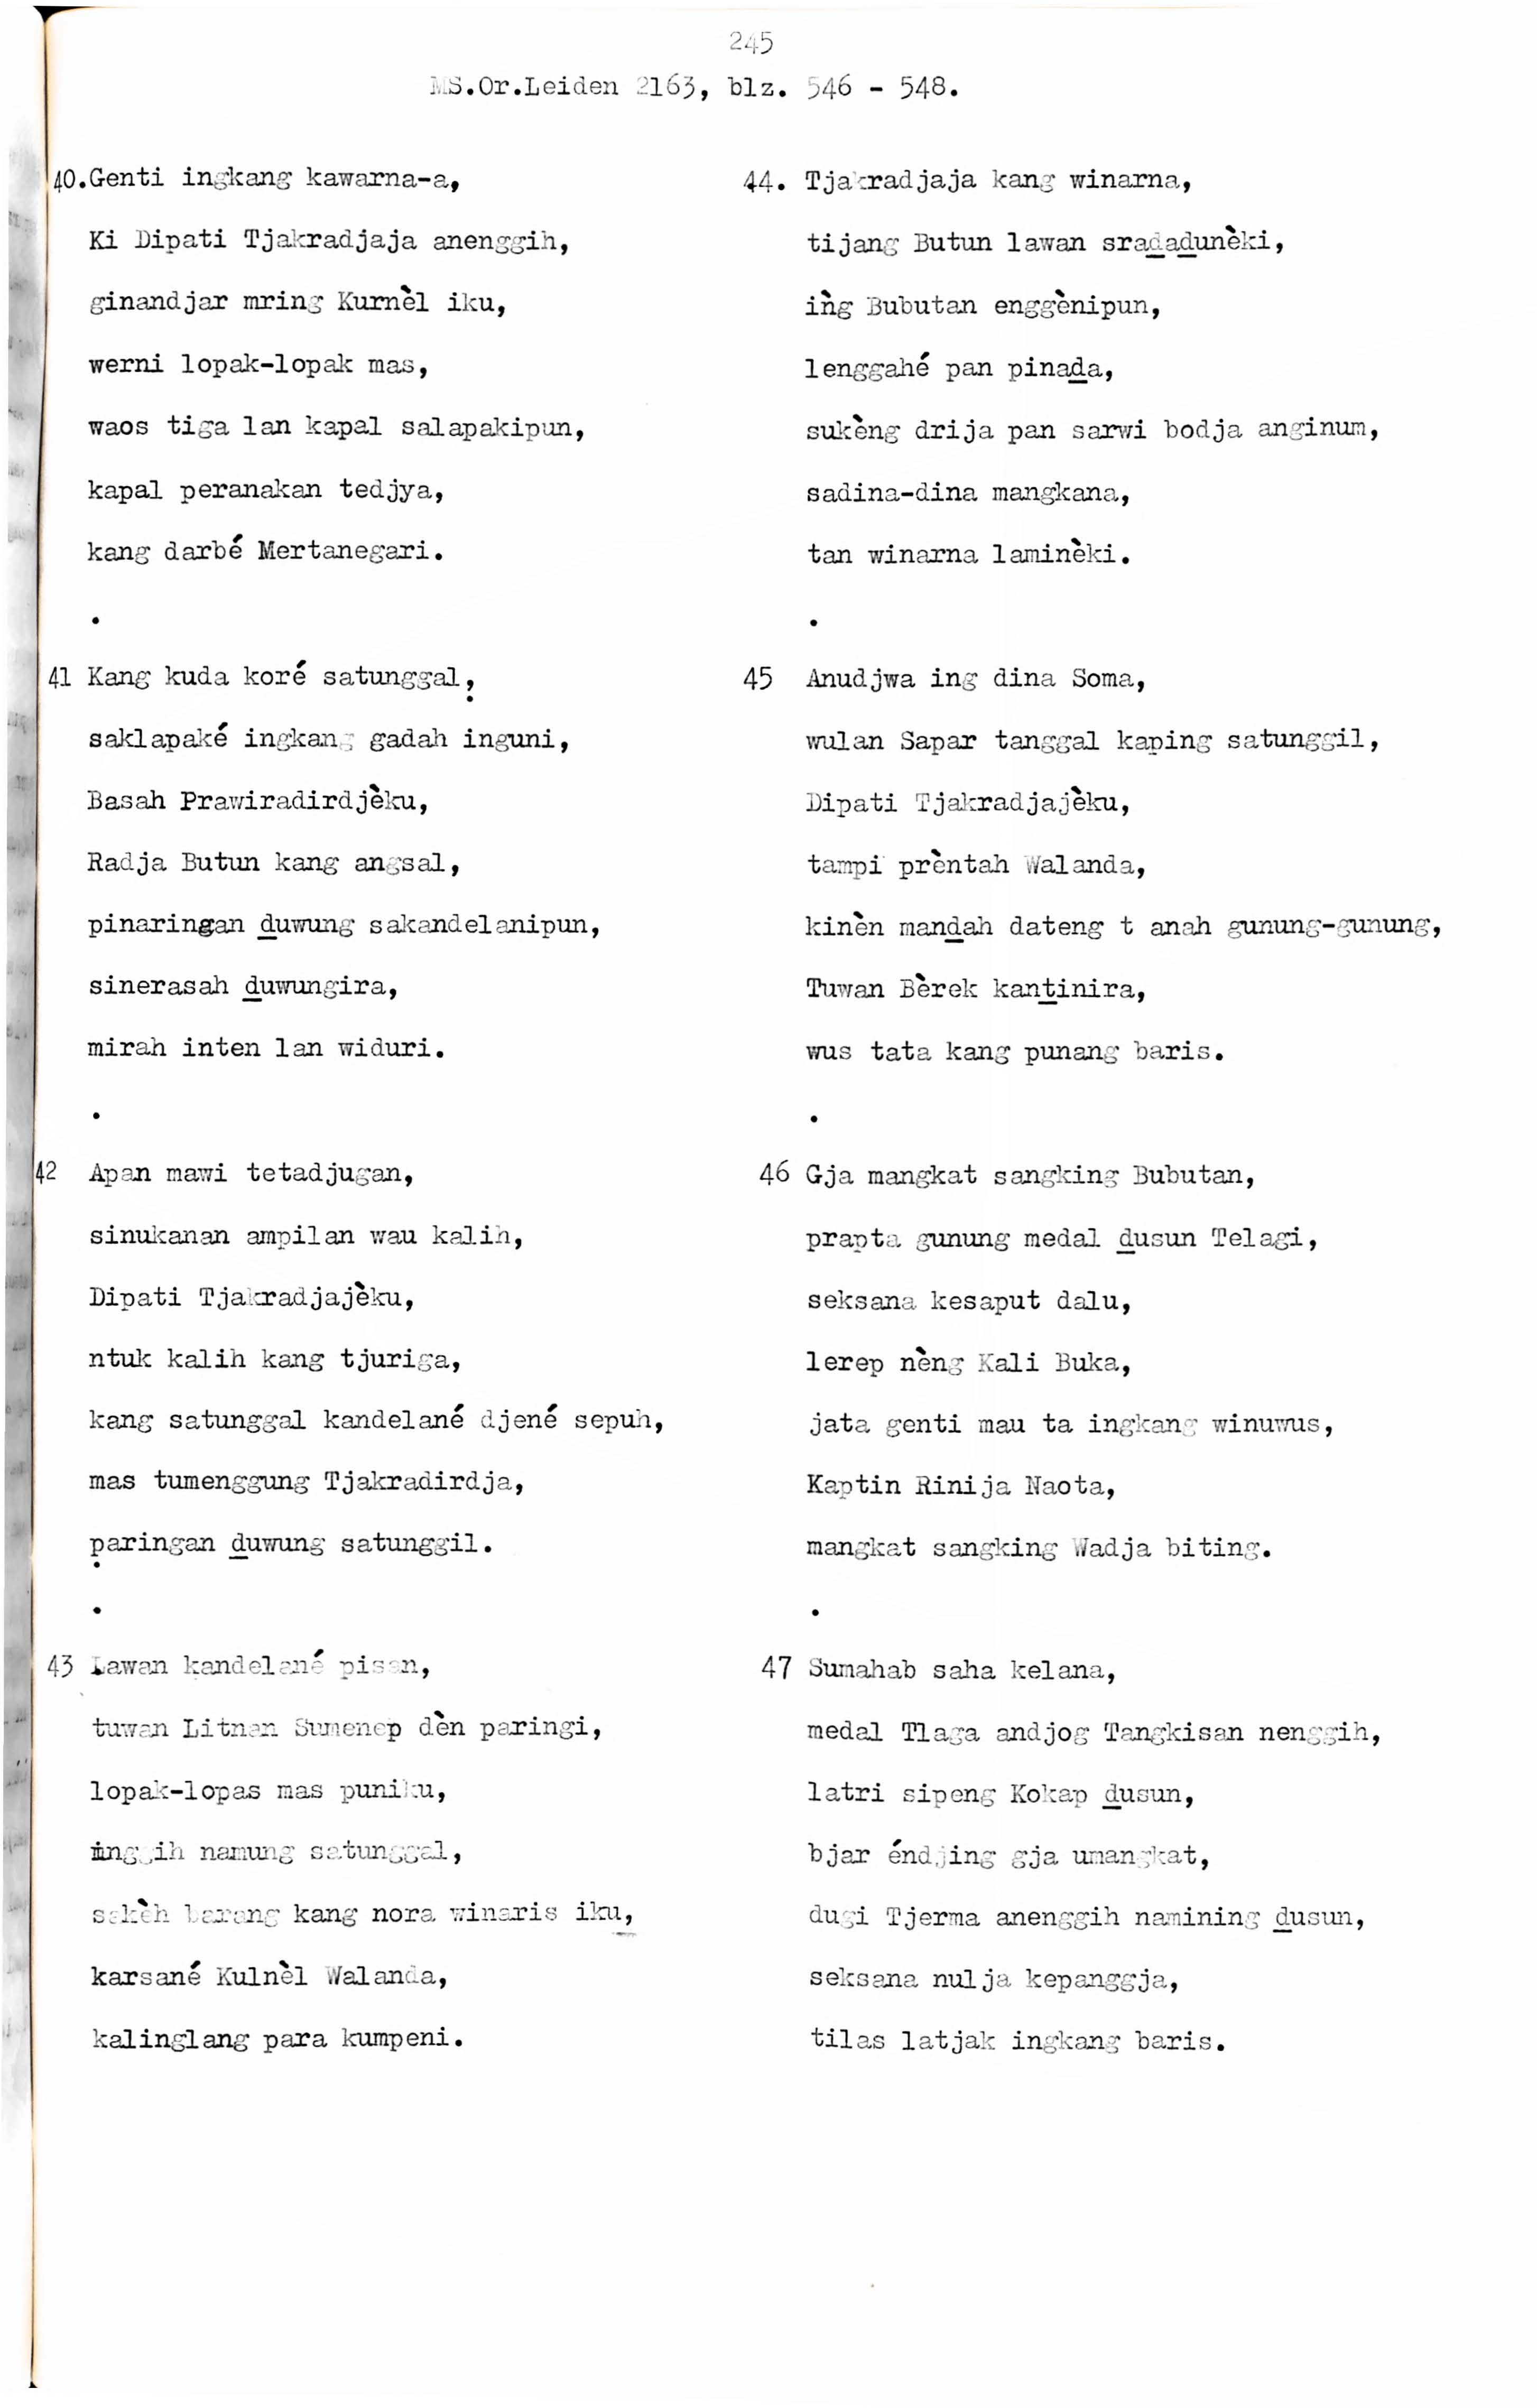 245
MS.Or.Leiden 2163, blz. 546 - 548.
40.Genti ingkang kawarna-a,
Ki Dipati Tjakradjaja anenggih,
ginandjar mring Kurnèl iku,
werni lopak-lopak mas,
waos tiga lan kapal salapakipun,
kapal peranakan tedjya,
kang darbé Mertanegari.
.
41 Kang kuda koré satunggal,
saklapaké ingkang gadah inguni,
Basah Prawiradirdjèku,
Radja Butun kang angsal,
pinaringan ḏuwung sakandelanipun,
sinerasah ḏuwungira,
mirah inten lan widuri.
.
42 Apan mawi tetadjugan,
sinukanan ampilan wau kalih,
Dipati Tjakradjajèku,
ntuk kalih kang tjuriga,
kang satunggal kandelané djené sepuh,
mas tumenggung Tjakradirdja,
paringan ḏuwung satunggil.
.
43 Lawan kandelané pisan,
tuwan Litnan Sumenep dèn paringi,
lopak-lopas mas puniku,
inggih namung satunggal,
sakèh barang kang nora winaris iku,
karsané Kulnèl Walanda,
kalinglang para kumpeni.
44. Tjakradjaja kang winarna,
tijang Butun lawan sraḏaḏunèki,
ìng Bubutan enggènipun,
lenggahé pan pinaḏa,
sukèng drija pan sarwi bodja anginum,
sadina-dina mangkana,
tan winarna laminèki.
.
45 Anudjwa ing dina Soma,
wulan Sapar tanggal kaping satunggil,
Dipati Tjakradjajèku,
tampi prèntah Walanda,
kinèn manḏah dateng t anah gunung-gunung,
Tuwan Bèrek kanṯinira,
wus tata kang punang baris.
.
46 Gja mangkat sangking Bubutan,
prapta gunung medal ḏusun Telagi,
seksana kesaput dalu,
lerep nèng Kali Buka,
jata genti mau ta ingkang winuwus,
Kaptin Rinija Naota,
mangkat sangking Wadja biting.
.
47 Sumahab saha kelana,
medal Tlaga andjog Tangkisan nenggih,
latri sipeng Kokap ḏusun,
bjar éndjing gja umangkat,
dugi Tjerma anenggih namining ḏusun,
seksana nulja kepanggja,
tilas latjak ingkang baris.